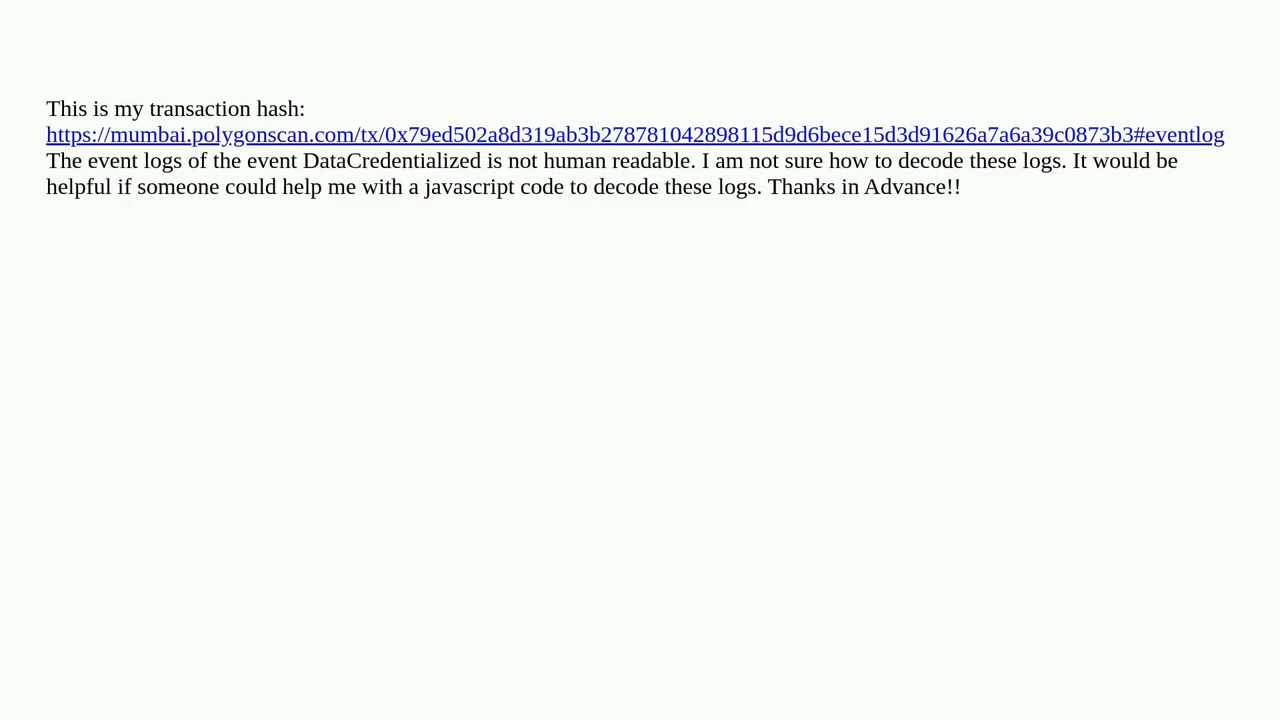 This is my transaction hash:
https://mumbai.polygonscan.com/tx/0x79ed502a8d319ab3b278781042898115d9d6bece15d3d91626a7a6a39c0873b3#eventlog
The event logs of the event DataCredentialized is not human readable. I am not sure how to decode these logs. It would be
helpful if someone could help me with a javascript code to decode these logs. Thanks in Advance!!